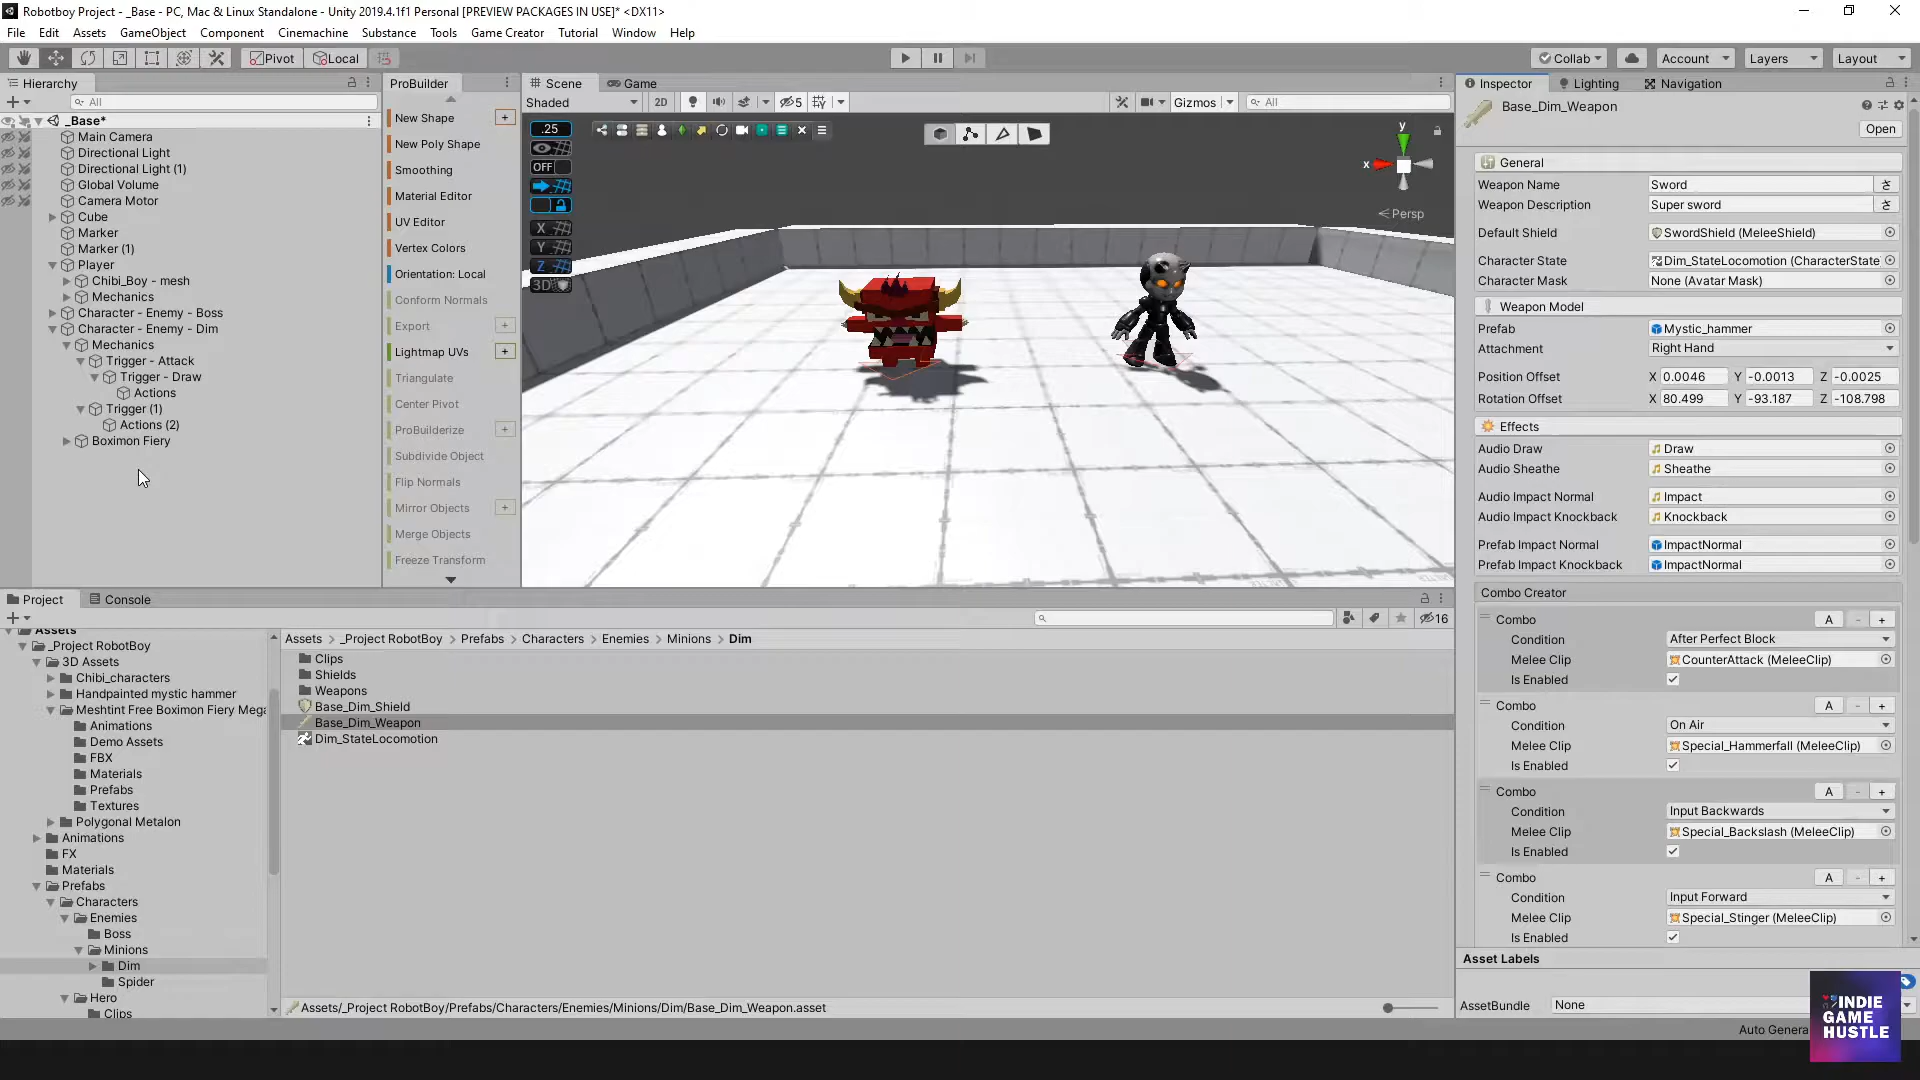 Robotboy Project - _Base - PC, Mac & Linux Standalone - Unity 2019.4.1f1 Personal [PREVIEW PACKAGES IN USE]* <DX11>
File Edit Assets GameObject Component Cinemachine Substance Tools Game Creator Tutorial Window Help
Pivot Local Collab Account Layers Layout
Hierarchy
All
_Base*
Main Camera
Directional Light
Directional Light (1)
Global Volume
Camera Motor
Cube
Marker
Marker (1)
Player
Chibi_Boy - mesh
Mechanics
Character - Enemy - Boss
Character - Enemy - Dim
Mechanics
Trigger - Attack
Trigger - Draw
Actions
Trigger (1)
Actions (2)
Boximon Fiery
ProBuilder
New Shape +
New Poly Shape
Smoothing
Material Editor
UV Editor
Vertex Colors
Orientation: Local
Conform Normals
Export +
Lightmap UVs +
Triangulate
Center Pivot
ProBuilderize +
Subdivide Object
Flip Normals
Mirror Objects +
Merge Objects
Freeze Transform
Scene Game
Shaded 2D 5 Gizmos All
.25
OFF
X
Y
Z
3D
y
x
Persp
Inspector Lighting Navigation
Base_Dim_Weapon
Open
General
Weapon Name Sword さ
Weapon Description Super sword さ
Default Shield SwordShield (MeleeShield)
Character State Dim_StateLocomotion (CharacterState
Character Mask None (Avatar Mask)
Weapon Model
Prefab Mystic_hammer
Attachment Right Hand
Position Offset X 0.0046 Y -0.0013 Z -0.0025
Rotation Offset X 80.499 Y -93.187 Z -108.798
Effects
Audio Draw Draw
Audio Sheathe Sheathe
Audio Impact Normal Impact
Audio Impact Knockback Knockback
Prefab Impact Normal ImpactNormal
Prefab Impact Knockback ImpactNormal
Combo Creator
Combo A - +
Condition After Perfect Block
Melee Clip CounterAttack (MeleeClip)
Is Enabled
Combo A - +
Condition On Air
Melee Clip Special_Hammerfall (MeleeClip)
Is Enabled
Combo A - +
Condition Input Backwards
Melee Clip Special_Backslash (MeleeClip)
Is Enabled
Combo A - +
Condition Input Forward
Melee Clip Special_Stinger (MeleeClip)
Is Enabled
Asset Labels
AssetBundle None
Auto Genera
INDIE
GAME
HUSTLE
Project Console
16
Assets
_Project RobotBoy
3D Assets
Chibi_characters
Handpainted mystic hammer
Meshtint Free Boximon Fiery Mega
Animations
Demo Assets
FBX
Materials
Prefabs
Textures
Polygonal Metalon
Animations
FX
Materials
Prefabs
Characters
Enemies
Boss
Minions
Dim
Spider
Hero
Clips
Assets > _Project RobotBoy > Prefabs > Characters > Enemies > Minions > Dim
Clips
Shields
Weapons
Base_Dim_Shield
Base_Dim_Weapon
Dim_StateLocomotion
Assets/_Project RobotBoy/Prefabs/Characters/Enemies/Minions/Dim/Base_Dim_Weapon.asset